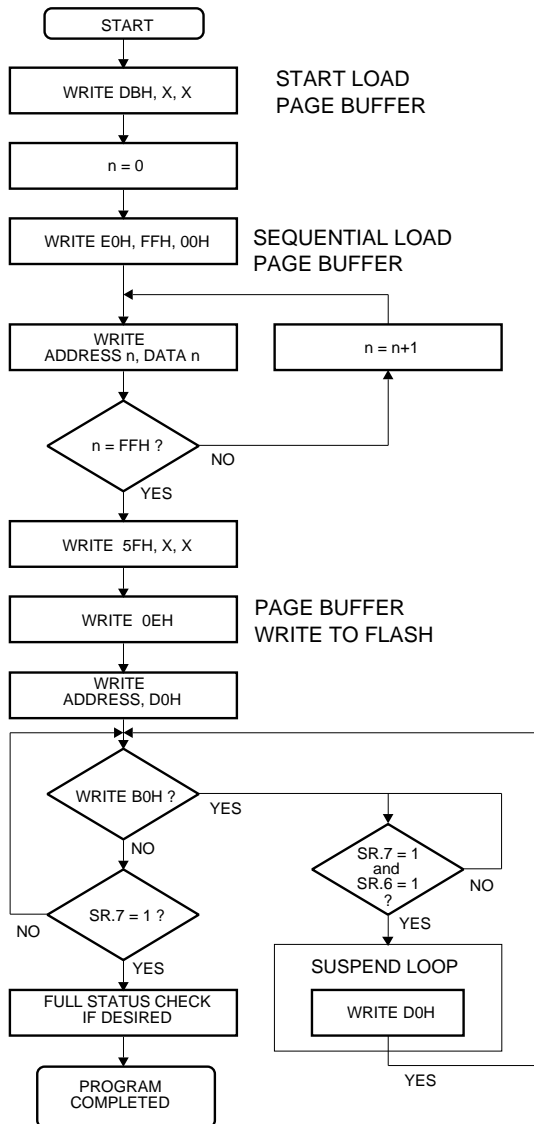 START
WRITE DBH, X, X
START LOAD
PAGE BUFFER
n = 0
WRITE E0H, FFH, 00H
SEQUENTIAL LOAD
PAGE BUFFER
WRITE
ADDRESS n, DATA n
n = n+1
n = FFH ?
NO
YES
WRITE 5FH, X, X
WRITE 0EH
PAGE BUFFER
WRITE TO FLASH
WRITE
ADDRESS, D0H
WRITE B0H ?
YES
NO
SR.7 = 1
and
SR.6 = 1
?
NO
YES
SR.7 = 1 ?
NO
YES
SUSPEND LOOP
WRITE D0H
YES
FULL STATUS CHECK
IF DESIRED
PROGRAM
COMPLETED